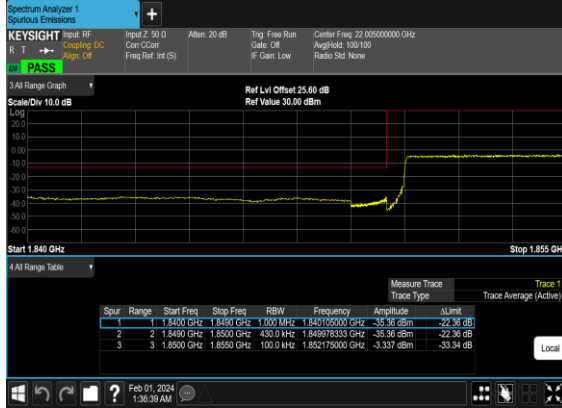 Spectrum Analyzer 1
Spurious Emissions
KEYSIGHT Input: RF Input Z: 50 Ω Atten: 20 dB Trig: Free Run Center Freq: 22.005000000 GHz
R T Coupling: DC Corr CCorr Gate: Off Avg|Hold: 100/100
Align: Off Freq Ref: Int (S) IF Gain: Low Radio Std: None
PASS
3 All Range Graph
Ref Lvl Offset 25.60 dB
Scale/Div 10.0 dB Ref Value 30.00 dBm
Log
20.0
10.0
0.00
-10.0
-20.0
-30.0
-40.0
-50.0
-60.0
Start 1.840 GHz Stop 1.855 GH
4 All Range Table
Measure Trace Trace 1
Trace Type Trace Average (Active)
Spur Range Start Freq Stop Freq RBW Frequency Amplitude ΔLimit
1 1 1.8400 GHz 1.8490 GHz 1.000 MHz 1.840105000 GHz -35.36 dBm -22.36 dB
2 2 1.8490 GHz 1.8500 GHz 430.0 kHz 1.849978333 GHz -35.36 dBm -22.36 dB
3 3 1.8500 GHz 1.8550 GHz 100.0 kHz 1.852175000 GHz -3.337 dBm -33.34 dB
Local
Feb 01, 2024
1:36:39 AM